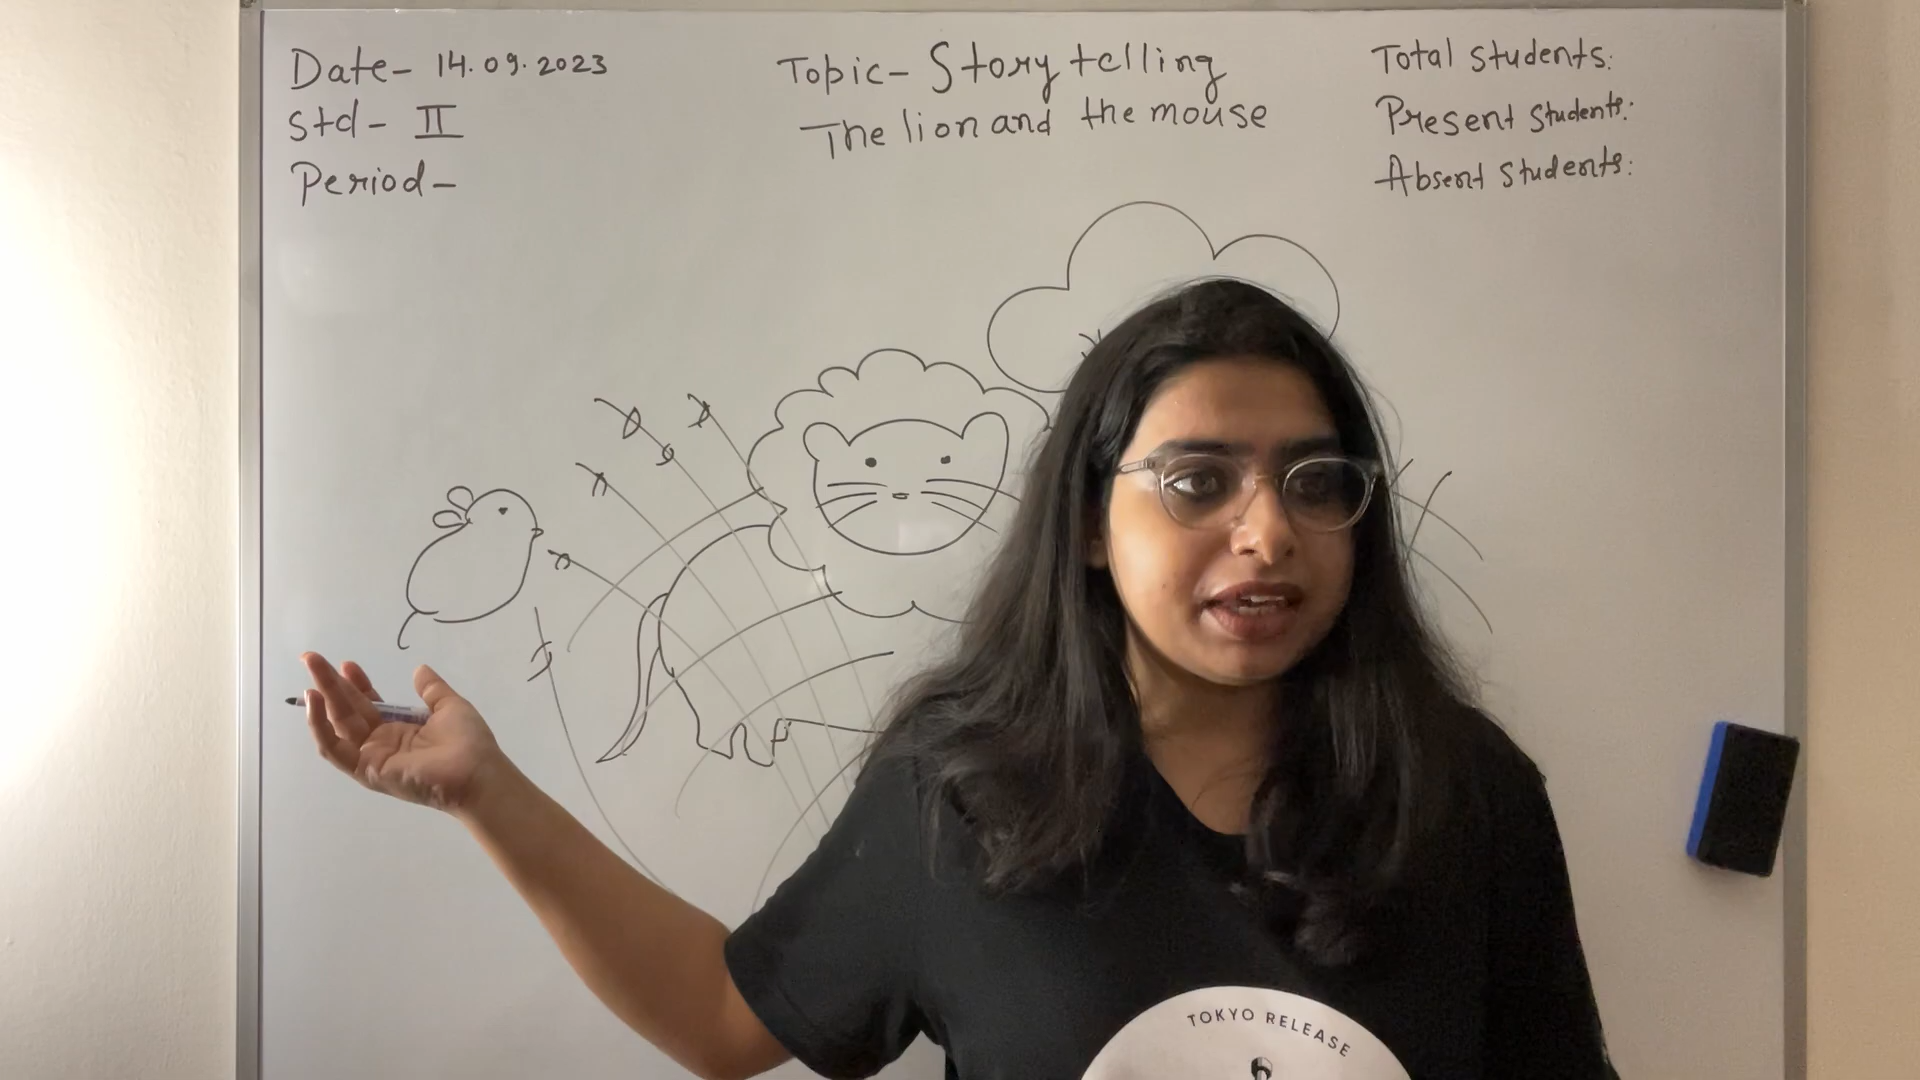 Date- 14.09.2023
Std- II
Period-
Topic- Story telling
The lion and the mouse
Total students:
Present students:
Absent students:
TOKYO RELEASE